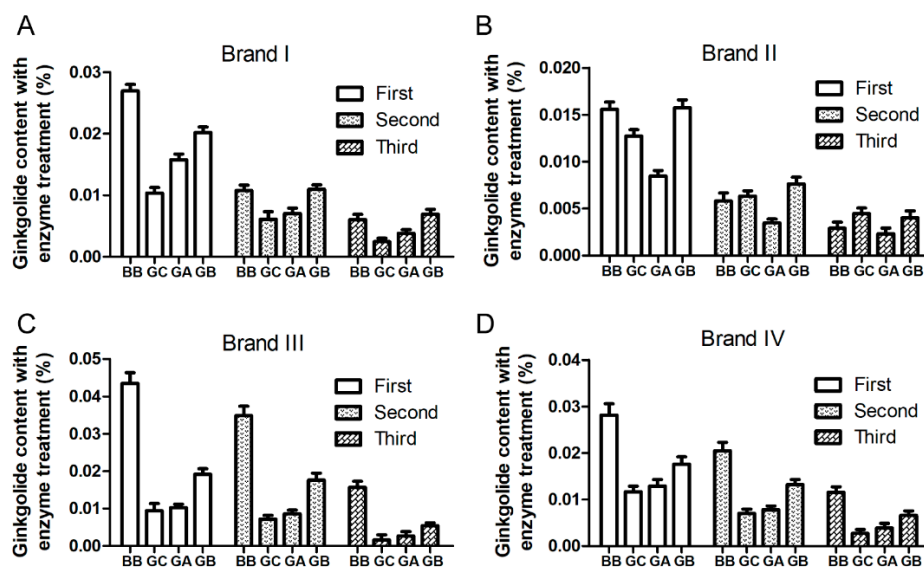 A
Brand I
Ginkgolide content with
enzyme treatment (%)
0.03
0.02
0.01
0.00
First
Second
Third
BB GC GA GB BB GC GA GB BB GC GA GB
B
Brand II
Ginkgolide content with
enzyme treatment (%)
0.020
0.015
0.010
0.005
0.000
First
Second
Third
BB GC GA GB BB GC GA GB BB GC GA GB
C
Brand III
Ginkgolide content with
enzyme treatment (%)
0.05
0.04
0.03
0.02
0.01
0.00
First
Second
Third
BB GC GA GB BB GC GA GB BB GC GA GB
D
Brand IV
Ginkgolide content with
enzyme treatment (%)
0.04
0.03
0.02
0.01
0.00
First
Second
Third
BB GC GA GB BB GC GA GB BB GC GA GB